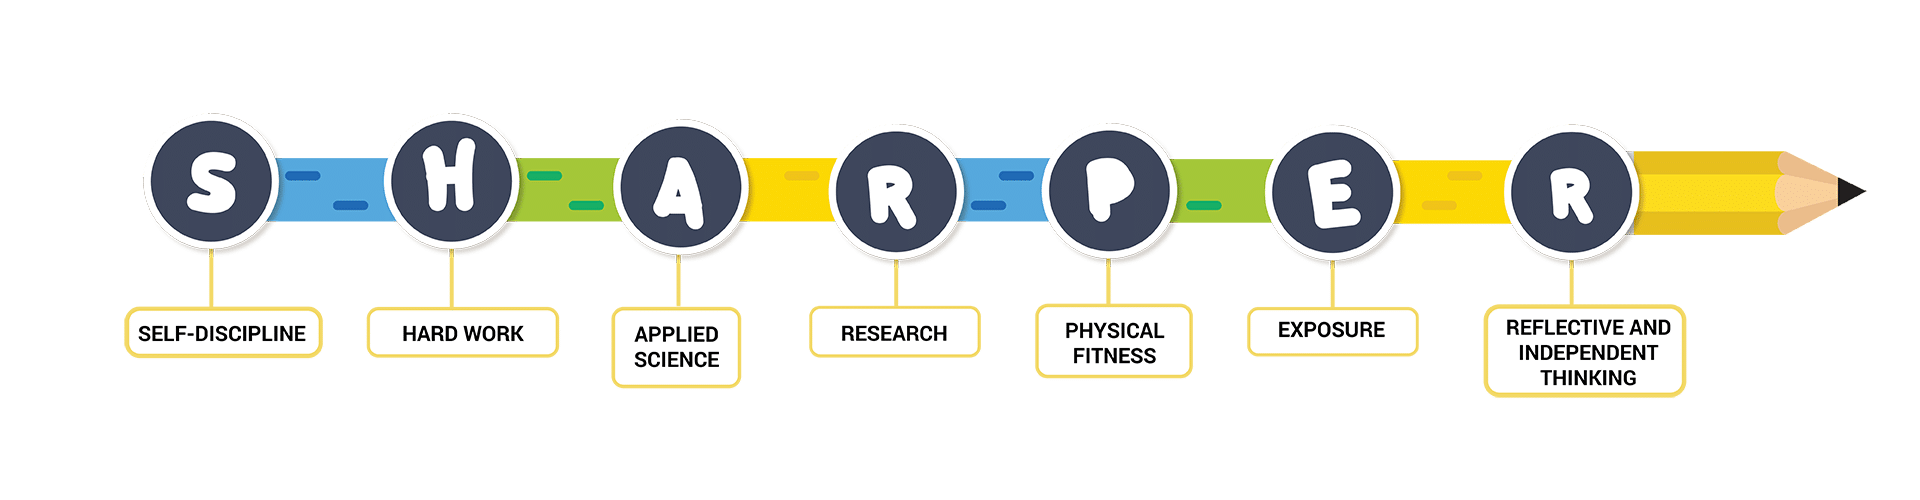 S H A R P E R
SELF-DISCIPLINE
HARD WORK
APPLIED
SCIENCE
RESEARCH
PHYSICAL
FITNESS
EXPOSURE
REFLECTIVE AND
INDEPENDENT
THINKING